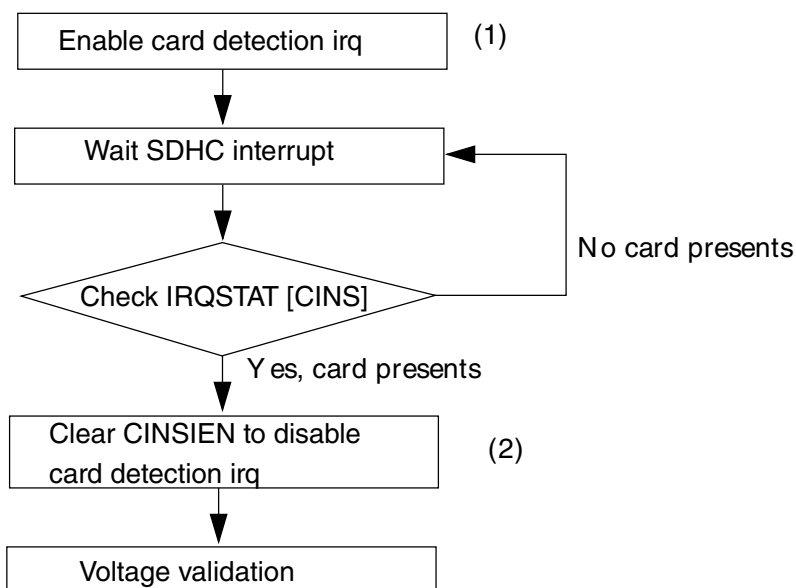 Enable card detection irq
(1)
Wait SDHC interrupt
No card presents
Check IRQSTAT [CINS]
Yes, card presents
Clear CINSIEN to disable
card detection irq
(2)
Voltage validation